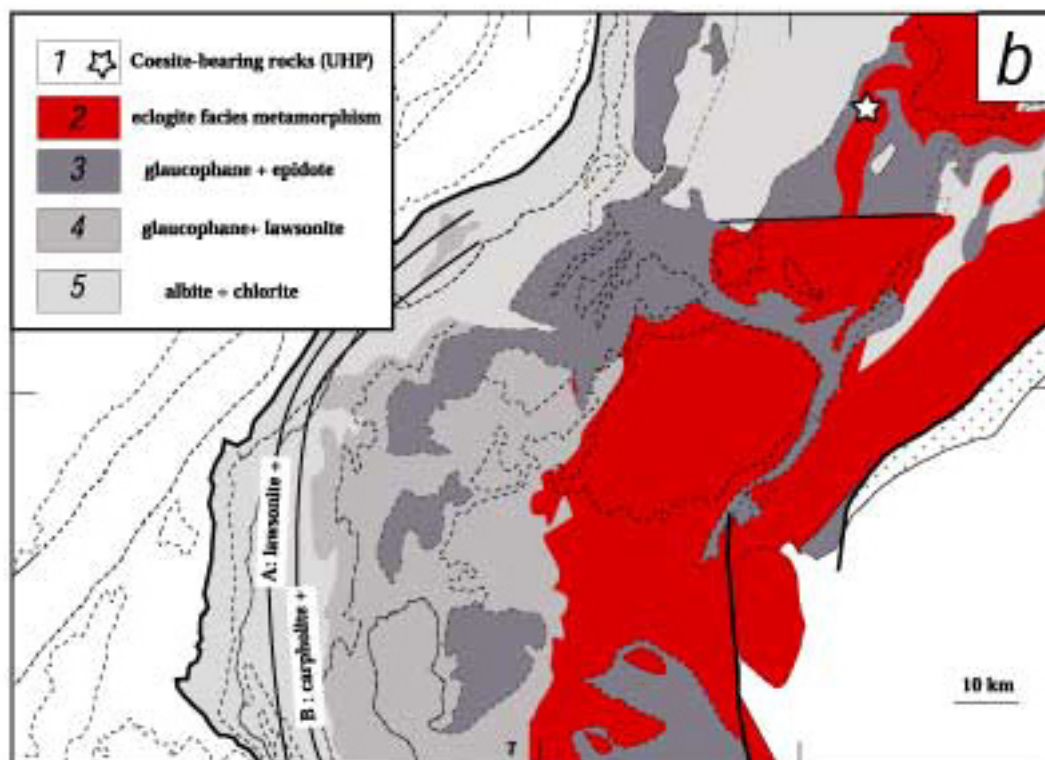 b
1 Coesite-bearing rocks (UHP)
2 eclogite facies metamorphism
3 glaucophane + epidote
4 glaucophane+ lawsonite
5 albite + chlorite
A: lawsonite +
B : carpholite +
10 km
7